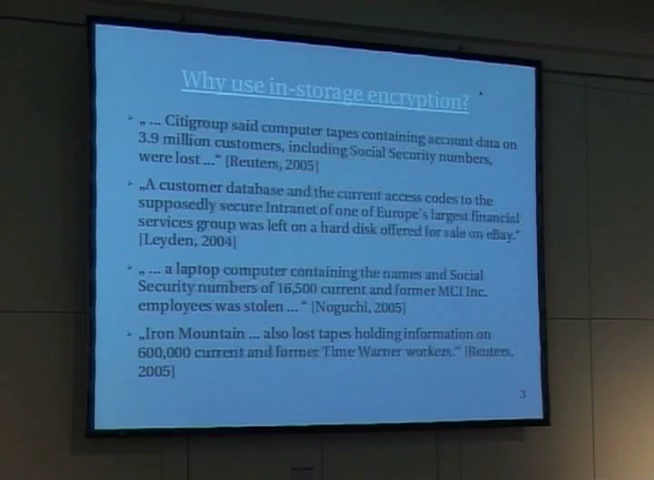 Why use in-storage encryption?
➢ „ ... Citigroup said computer tapes containing account data on
3.9 million customers, including Social Security numbers,
were lost ...“ [Reuters, 2005]
➢ „A customer database and the current access codes to the
supposedly secure Intranet of one of Europe's largest financial
services group was left on a hard disk offered for sale on eBay.“
[Leyden, 2004]
➢ „ ... a laptop computer containing the names and Social
Security numbers of 16,500 current and former MCI Inc.
employees was stolen ... “ [Noguchi, 2005]
➢ „Iron Mountain ... also lost tapes holding information on
600,000 current and former Time Warner workers.“ [Reuters,
2005]
3